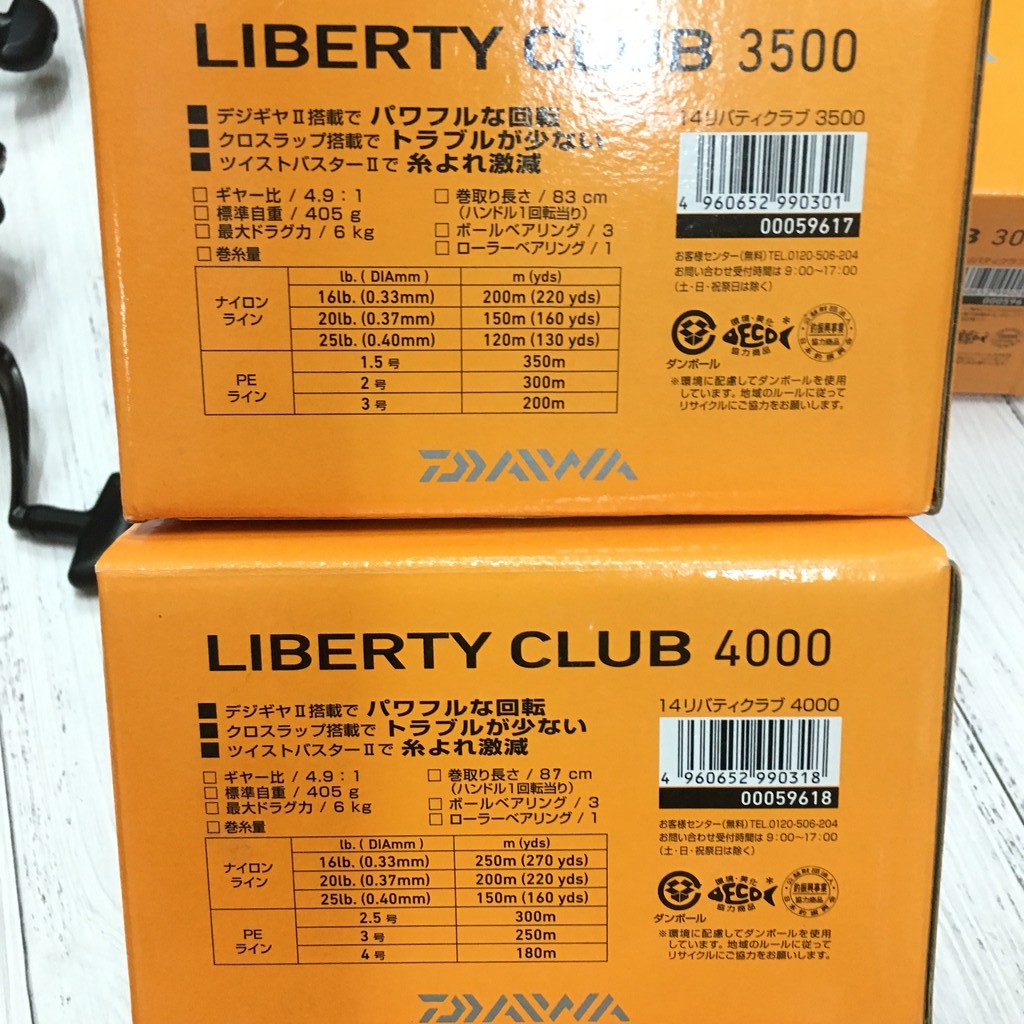 LIBERTY CLUB 3500
■ デジギヤⅡ搭載で パワフルな回転
■ クロスラップ搭載で トラブルが少ない
■ ツイストバスターⅡで 糸よれ激減
14リバティクラブ 3500
4 960652 990301
00059617
□ ギヤー比 / 4.9:1
□ 標準自重 / 405 g
□ 最大ドラグ力 / 6 kg
□ 巻取り長さ / 83 cm
(ハンドル1回転当り)
□ ボールベアリング / 3
□ ローラーベアリング / 1
□ 巻糸量
lb. ( DIAmm ) m (yds)
ナイロンライン 16lb. (0.33mm) 200m (220 yds)
20lb. (0.37mm) 150m (160 yds)
25lb. (0.40mm) 120m (130 yds)
PEライン 1.5 号 350m
2 号 300m
3 号 200m
お客様センター(無料)TEL.0120-506-204
お問い合わせ受付時間は 9:00〜17:00
(土・日・祝祭日は除く)
環境・美化
ECO
協力商品
ダンボール
※環境に配慮してダンボールを使用
しています。地域のルールに従って
リサイクルにご協力をお願いします。
DAIWA
30
LIBERTY CLUB 4000
■ デジギヤⅡ搭載で パワフルな回転
■ クロスラップ搭載で トラブルが少ない
■ ツイストバスターⅡで 糸よれ激減
14リバティクラブ 4000
4 960652 990318
00059618
□ ギヤー比 / 4.9:1
□ 標準自重 / 405 g
□ 最大ドラグ力 / 6 kg
□ 巻取り長さ / 87 cm
(ハンドル1回転当り)
□ ボールベアリング / 3
□ ローラーベアリング / 1
□ 巻糸量
lb. ( DIAmm ) m (yds)
ナイロンライン 16lb. (0.33mm) 250m (270 yds)
20lb. (0.37mm) 200m (220 yds)
25lb. (0.40mm) 150m (160 yds)
PEライン 2.5 号 300m
3 号 250m
4 号 180m
お客様センター(無料)TEL.0120-506-204
お問い合わせ受付時間は 9:00〜17:00
(土・日・祝祭日は除く)
環境・美化
ECO
協力商品
ダンボール
※環境に配慮してダンボールを使用
しています。地域のルールに従って
リサイクルにご協力をお願いします。
DAIWA